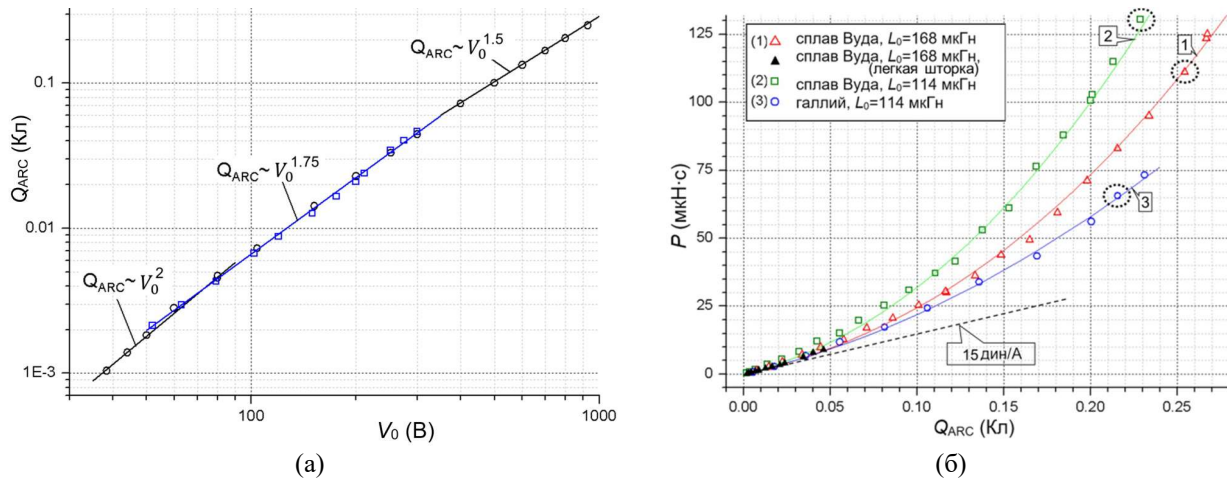 Q_ARC (Кл)
0.1
0.01
1E-3
Q_ARC~V_0^1.5
Q_ARC~V_0^1.75
Q_ARC~V_0^2
100
1000
V_0 (В)
(а)
P (мкН·с)
125
100
75
50
25
0
(1) сплав Вуда, L_0=168 мкГн
сплав Вуда, L_0=168 мкГн,
(легкая шторка)
(2) сплав Вуда, L_0=114 мкГн
(3) галлий, L_0=114 мкГн
2
1
3
15 дин/А
0.00
0.05
0.10
0.15
0.20
0.25
Q_ARC (Кл)
(б)